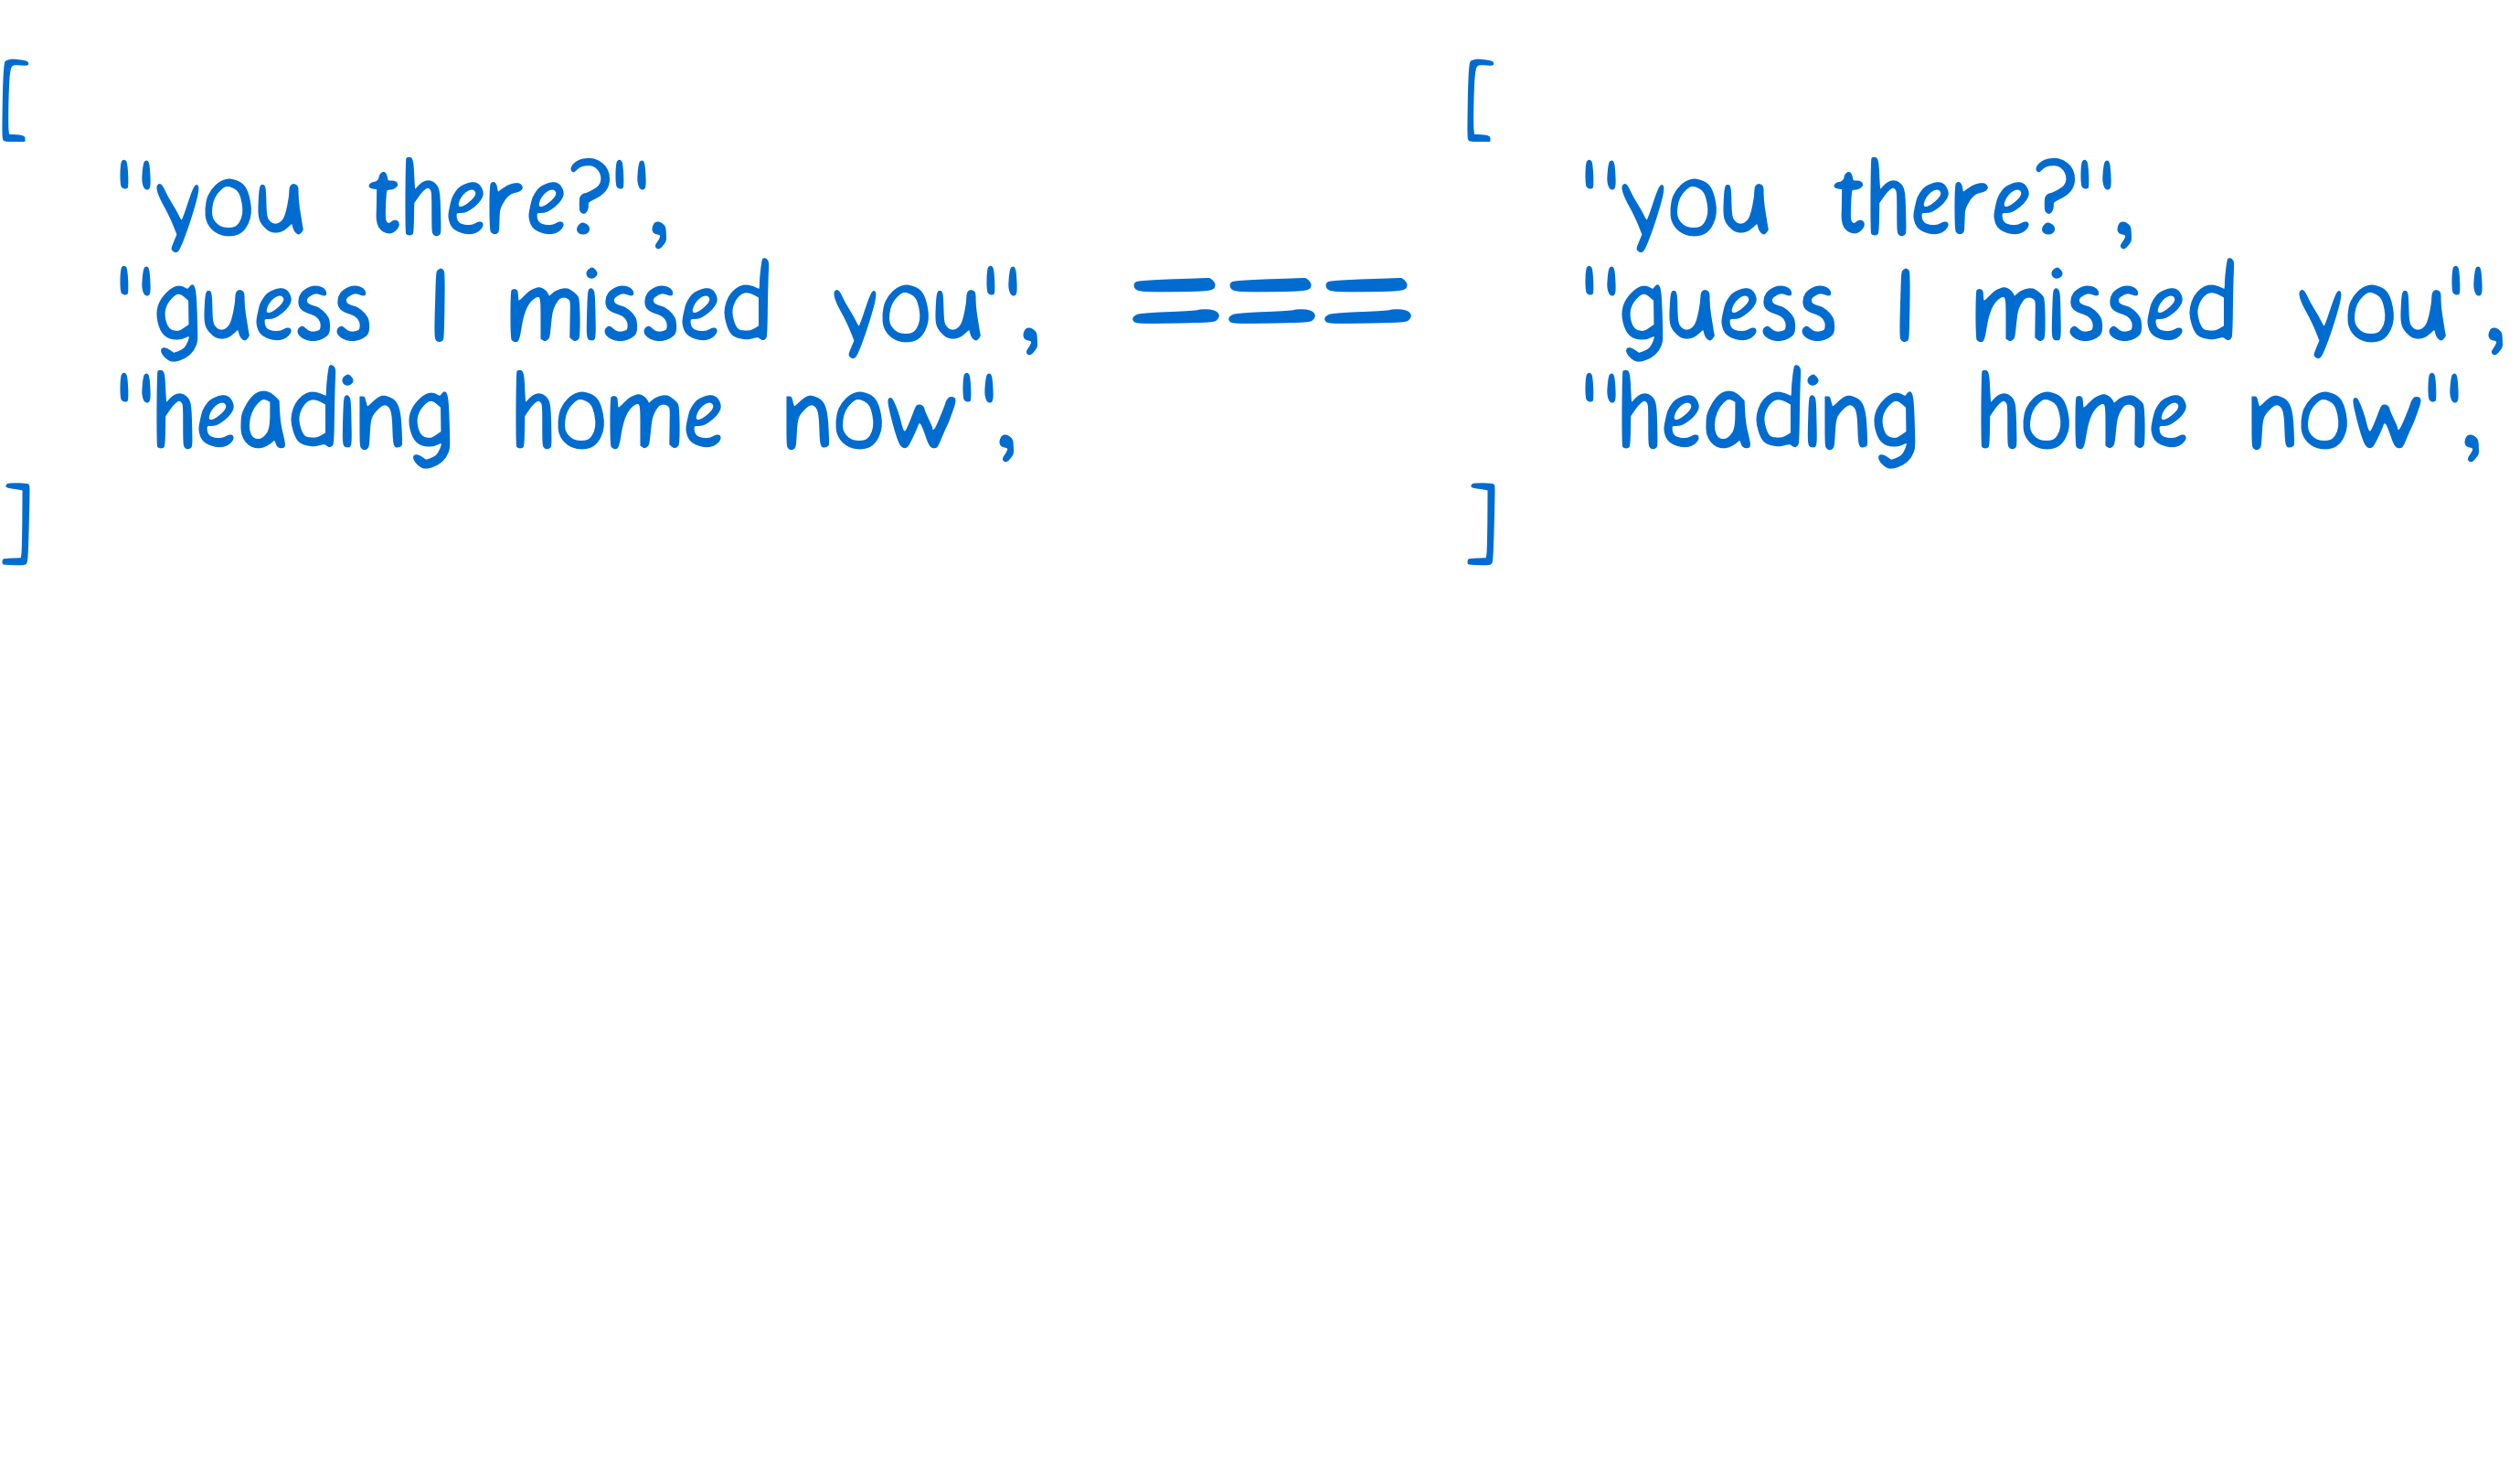 [
"you there?",
"guess I missed you",
"heading home now",
]
===
[
"you there?",
"guess I missed you",
"heading home now",
]